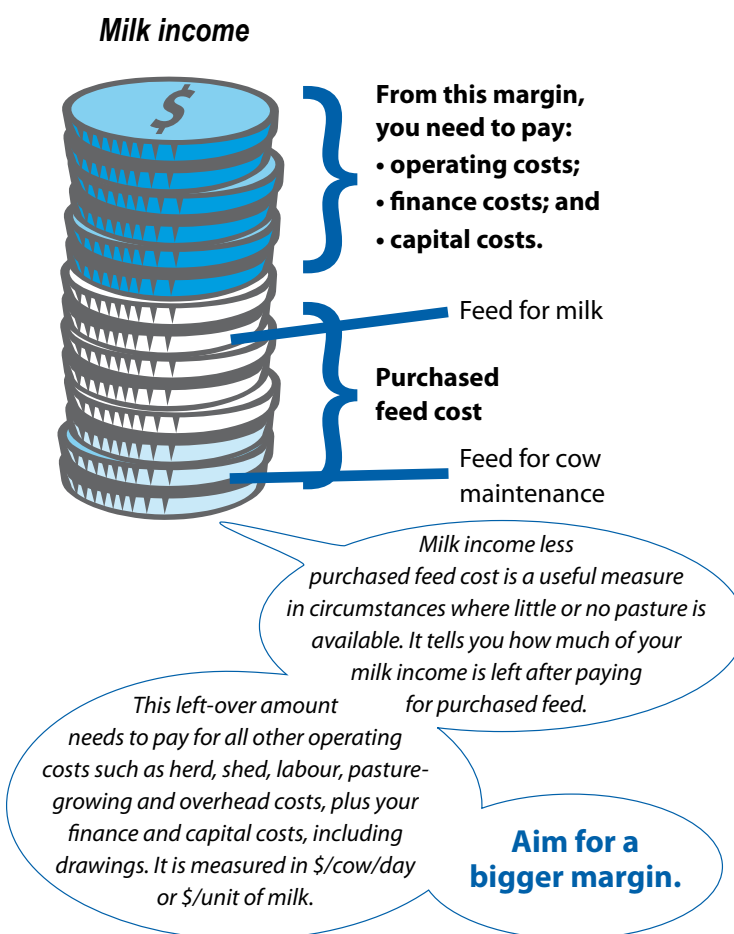 Milk income
$
From this margin,
you need to pay:
• operating costs;
• finance costs; and
• capital costs.
Feed for milk
Purchased
feed cost
Feed for cow
maintenance
Milk income less
purchased feed cost is a useful measure
in circumstances where little or no pasture is
available. It tells you how much of your
milk income is left after paying
for purchased feed.
This left-over amount
needs to pay for all other operating
costs such as herd, shed, labour, pasture-
growing and overhead costs, plus your
finance and capital costs, including
drawings. It is measured in $/cow/day
or $/unit of milk.
Aim for a
bigger margin.